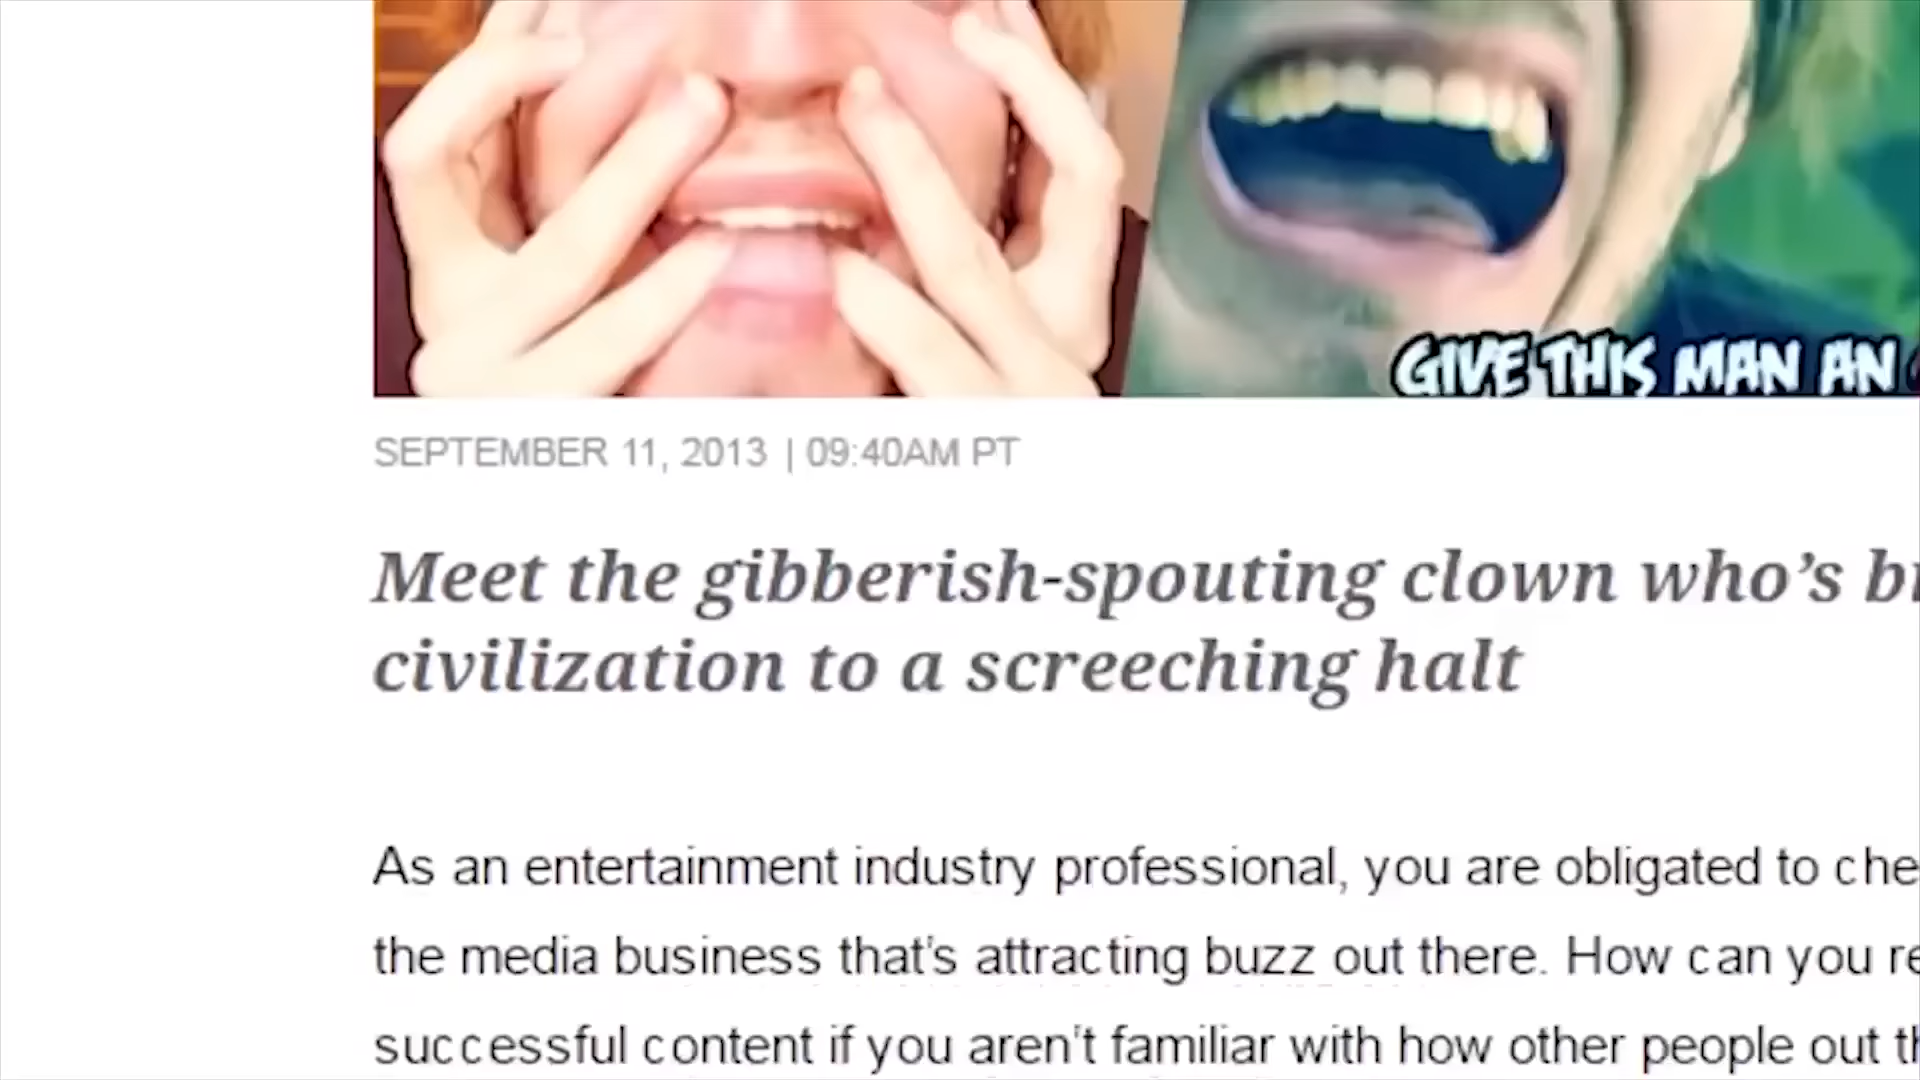 GIVE THIS MAN AN
SEPTEMBER 11, 2013 | 09:40AM PT
Meet the gibberish-spouting clown who’s
civilization to a screeching halt
As an entertainment industry professional, you are obligated to
the media business that's attracting buzz out there. How can you
successful content if you aren't familiar with how other people out